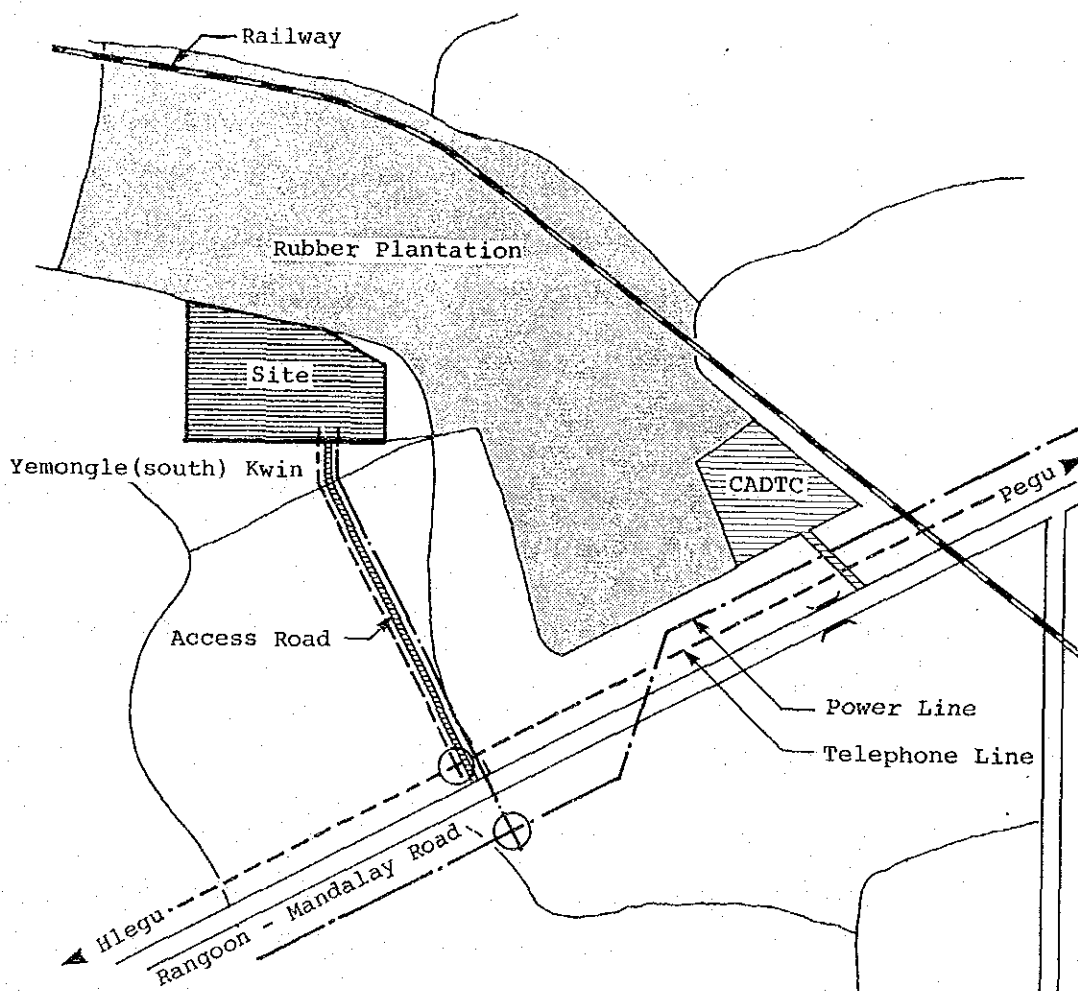 Railway
Rubber Plantation
Site
Yemongle(south) Kwin
CADTC
Pegu
Access Road
Power Line
Telephone Line
Hlegu
Rangoon - Mandalay Road